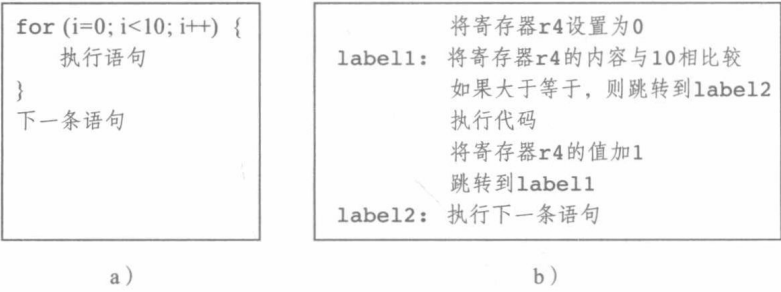 for (i=0; i<10; i++) {
执行语句
}
下一条语句
a）
将寄存器r4设置为0
label1: 将寄存器r4的内容与10相比较
如果大于等于，则跳转到label2
执行代码
将寄存器r4的值加1
跳转到label1
label2: 执行下一条语句
b）